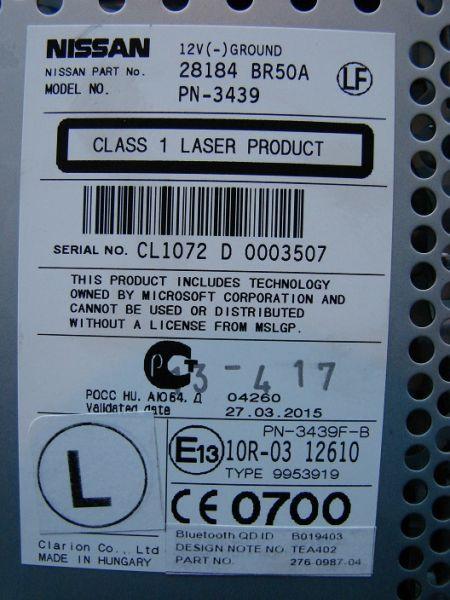 NISSAN 12V(-)GROUND
NISSAN PART No. 28184 BR50A LF
MODEL NO. PN-3439
CLASS 1 LASER PRODUCT
SERIAL NO. CL1072 D 0003507
THIS PRODUCT INCLUDES TECHNOLOGY
OWNED BY MICROSOFT CORPORATION AND
CANNOT BE USED OR DISTRIBUTED
WITHOUT A LICENSE FROM MSLGP.
13-417
РОСС HU. АЮ64. Д 04260
Validated date 27.03.2015
PN-3439F-B
E13 10R-03 12610
TYPE 9953919
L
CE 0700
Clarion Co., Ltd
MADE IN HUNGARY
Bluetooth QD ID B019403
DESIGN NOTE NO. TEA402
PART NO. 276-0987-04